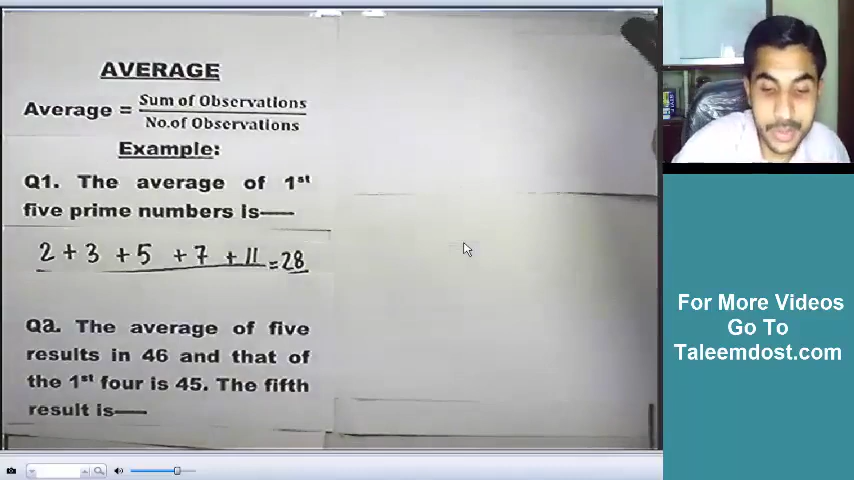 AVERAGE
Average = Sum of Observations
No.of Observations
Example:
Q1. The average of 1st
five prime numbers is—
2 + 3 + 5 + 7 + 11 = 28
Qa. The average of five
results in 46 and that of
the 1st four is 45. The fifth
result is—
For More Videos
Go To
Taleemdost.com